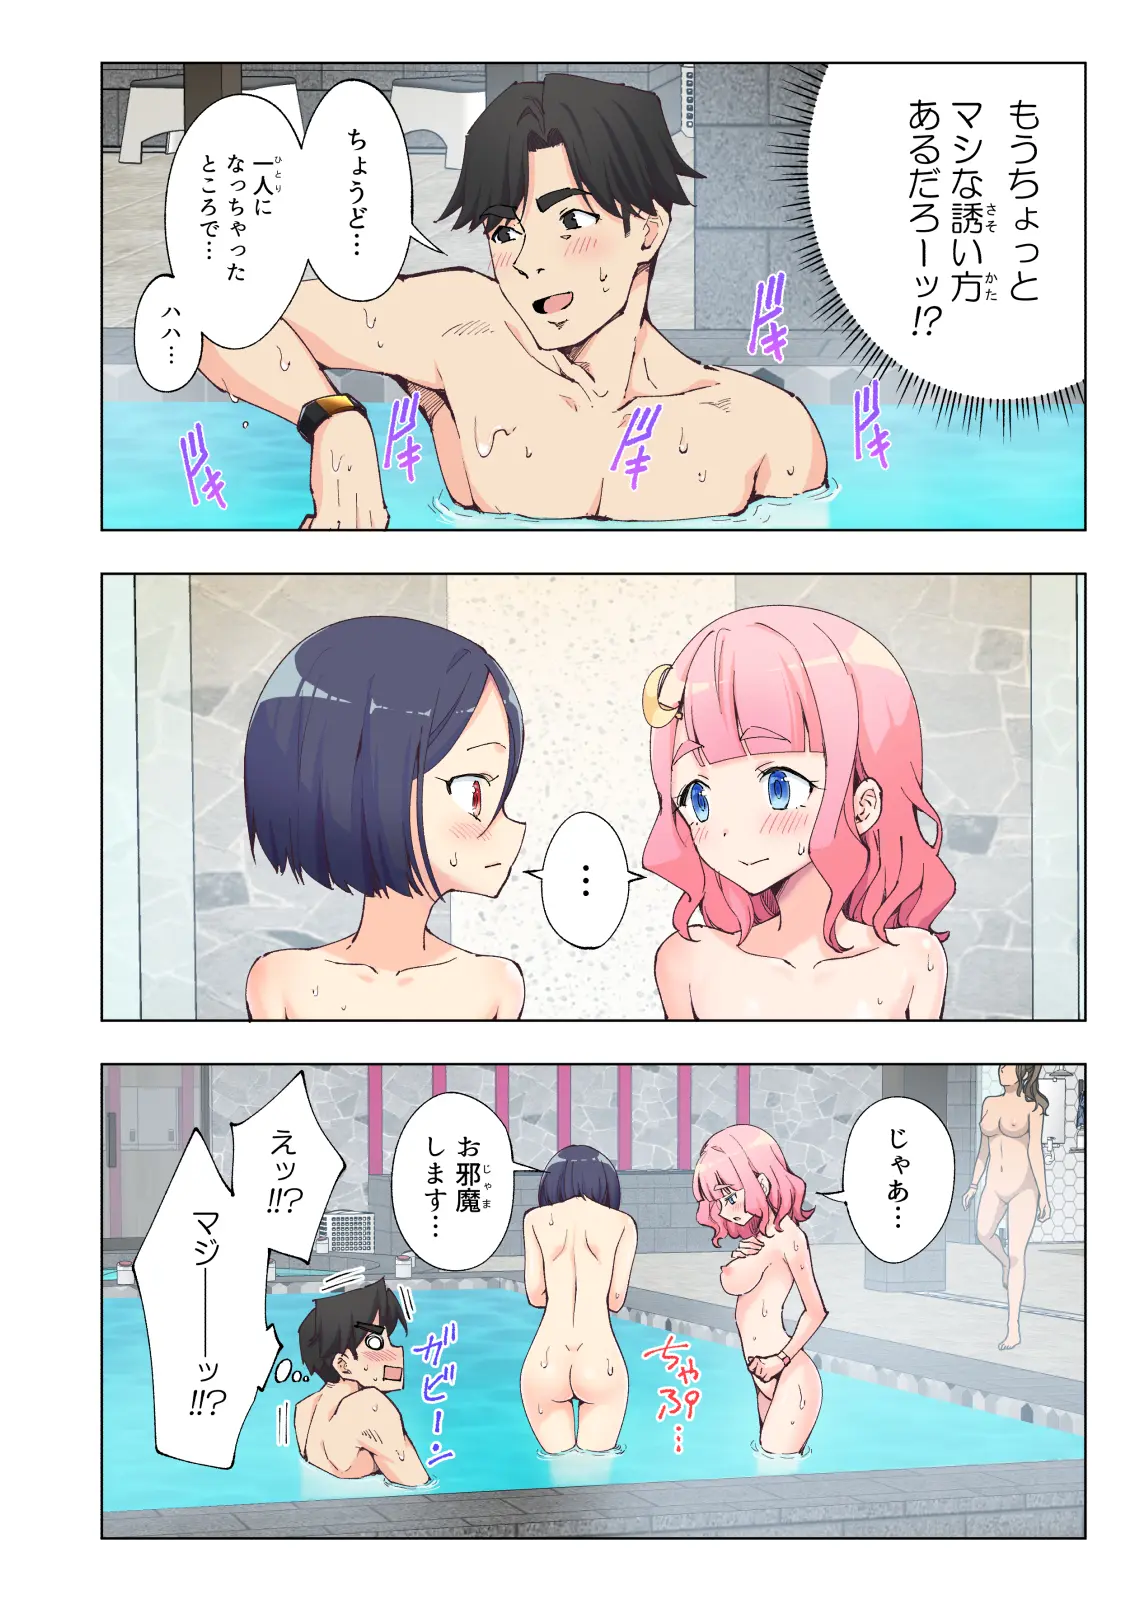 もうちょっと
マシな誘い方
あるだろーッ!?
ちょうど…
一人に
なっちゃった
ところで…
ハハ…
ドキ
ドキ
ドキ
ドキ
ドキ
…
じゃあ…
お邪魔
します…
ちゃぷ…
ガビーン
えッ!!?
マジーーッ!!?